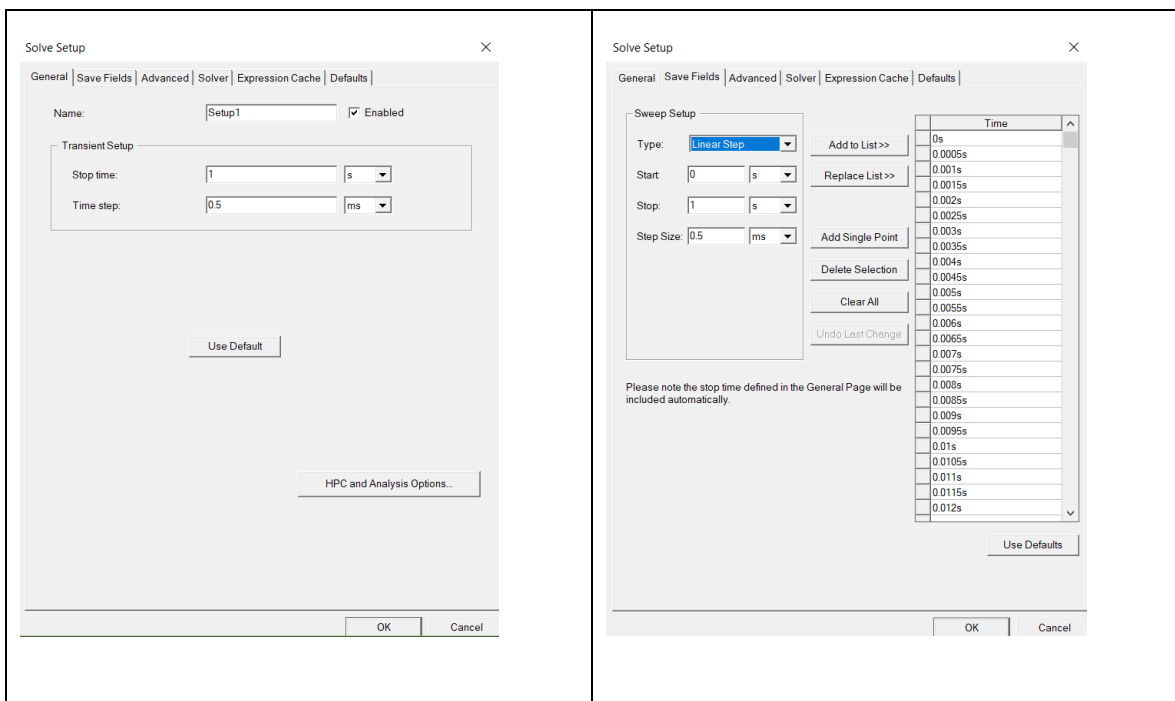 Solve Setup
General Save Fields Advanced Solver Expression Cache Defaults
Name: Setup1 Enabled
Transient Setup
Stop time: 1 s
Time step: 0.5 ms
Use Default
HPC and Analysis Options...
OK Cancel
Solve Setup
General Save Fields Advanced Solver Expression Cache Defaults
Sweep Setup
Type: Linear Step
Start: 0 s
Stop: 1 s
Step Size: 0.5 ms
Add to List >>
Replace List >>
Add Single Point
Delete Selection
Clear All
Undo Last Change
Please note the stop time defined in the General Page will be
included automatically.
Time
0s
0.0005s
0.001s
0.0015s
0.002s
0.0025s
0.003s
0.0035s
0.004s
0.0045s
0.005s
0.0055s
0.006s
0.0065s
0.007s
0.0075s
0.008s
0.0085s
0.009s
0.0095s
0.01s
0.0105s
0.011s
0.0115s
0.012s
Use Defaults
OK Cancel